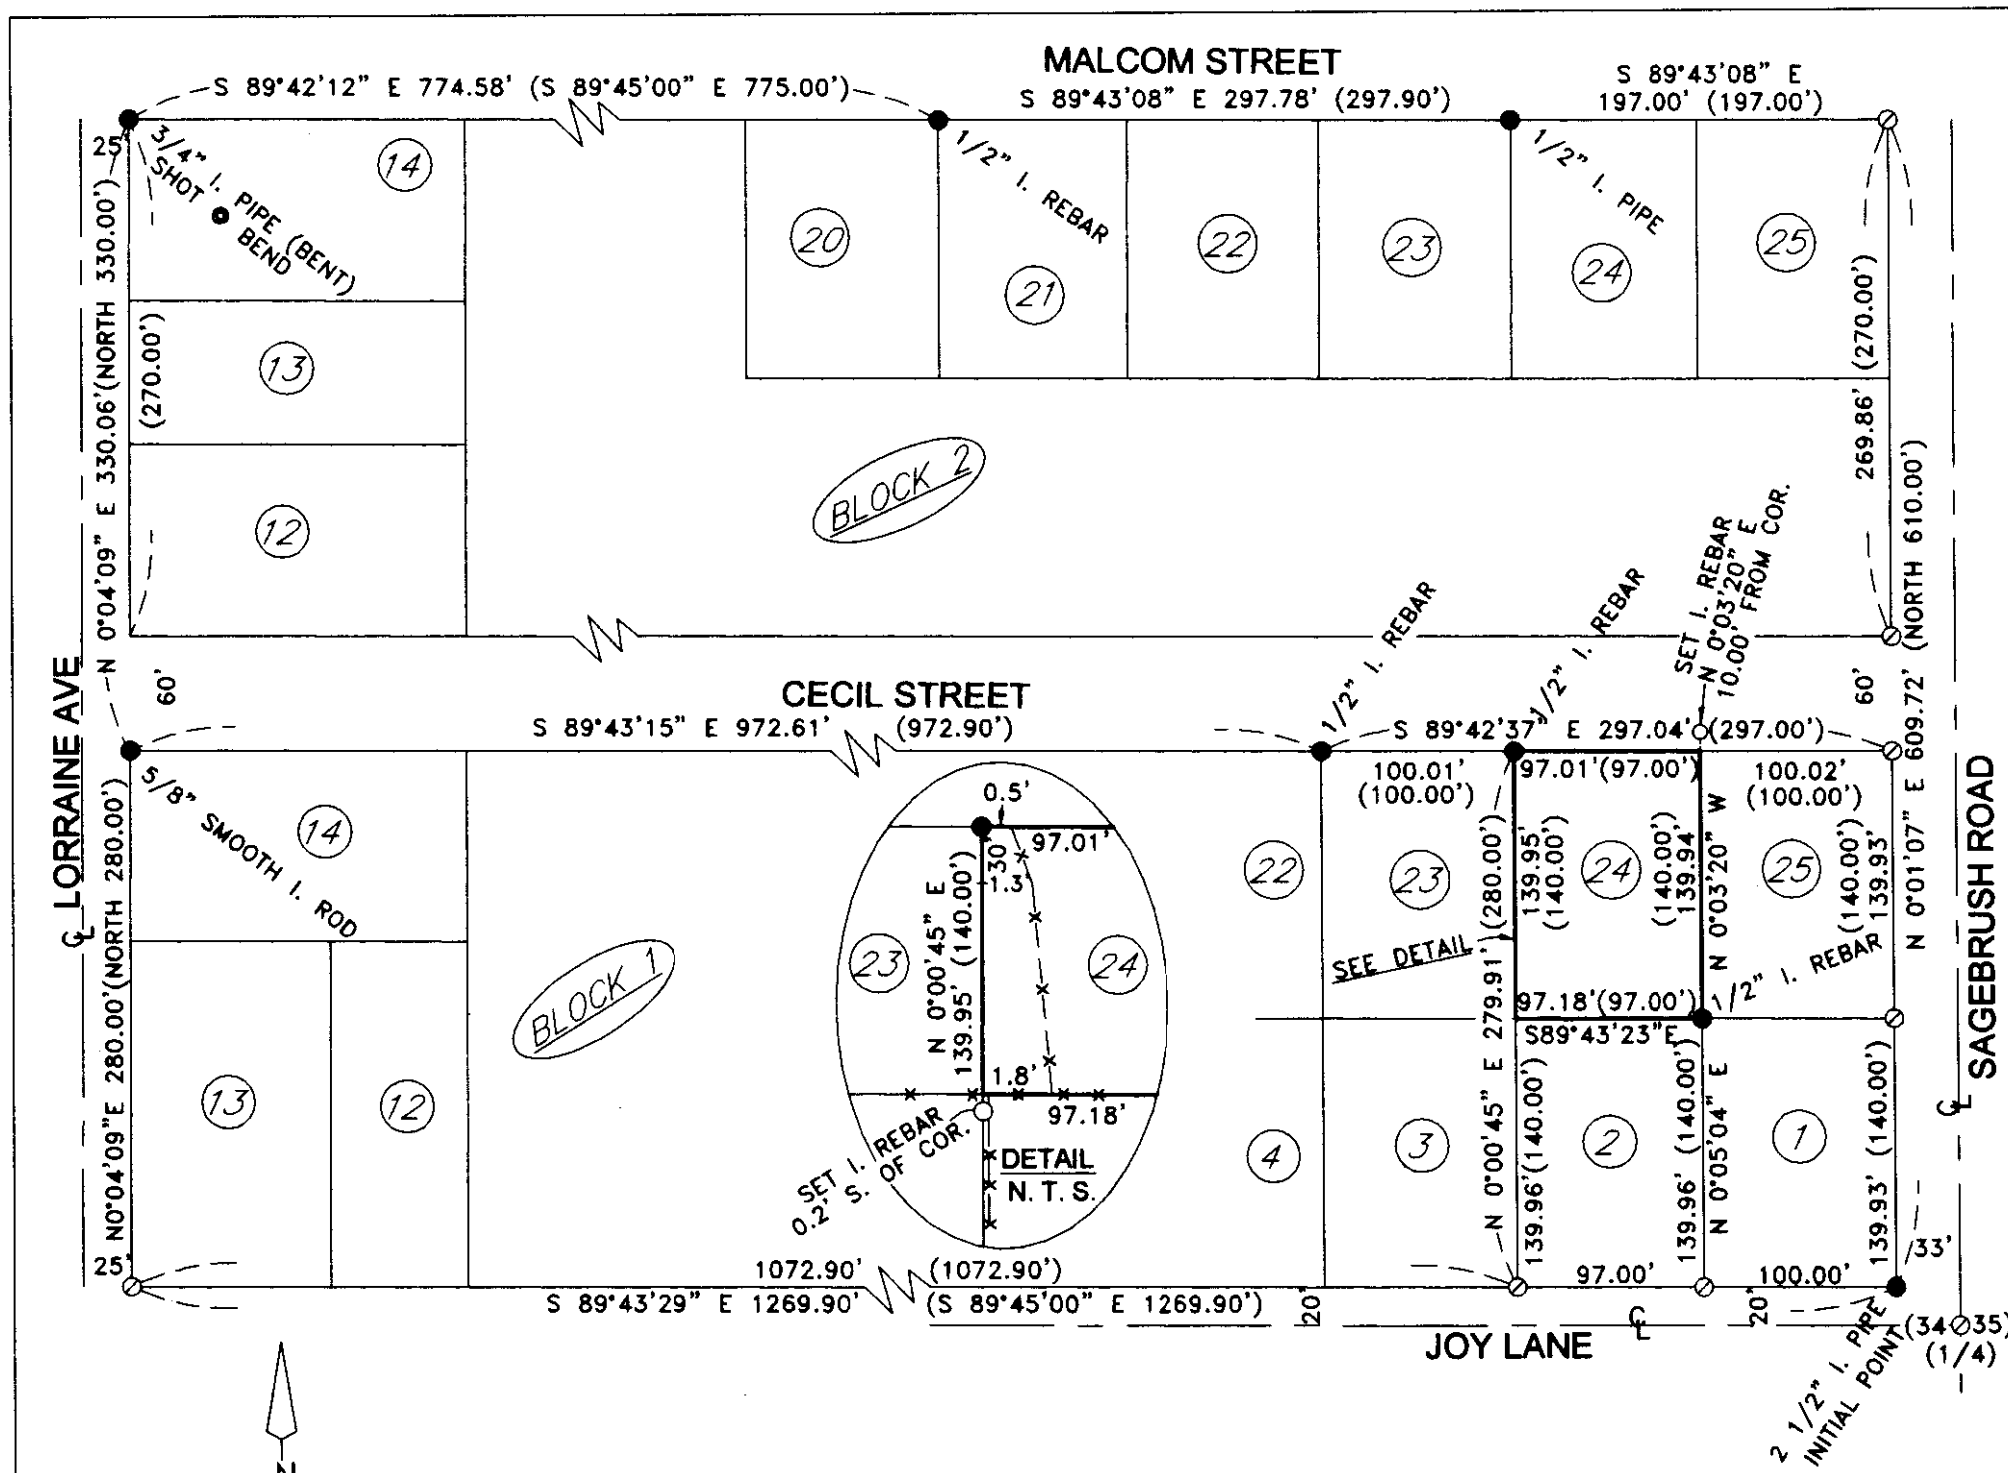 MALCOM STREET
S 89°42'12" E 774.58' (S 89°45'00" E 775.00')
S 89°43'08" E 297.78' (297.90')
S 89°43'08" E
197.00' (197.00')
25'
3/4" I. PIPE (BENT)
SHOT BEND
14
1/2" I. REBAR
1/2" I. PIPE
20
21
22
23
24
25
13
12
N 0°04'09" E 330.06'(NORTH 330.00')
(270.00')
(270.00')
269.86'
BLOCK 2
SET I. REBAR
N 0°03'20" E
10.00' FROM COR.
1/2" I. REBAR
1/2" I. REBAR
N 0°01'07" E 609.72' (NORTH 610.00')
LORRAINE AVE
60'
60'
CECIL STREET
S 89°43'15" E 972.61' (972.90')
S 89°42'37" E 297.04' (297.00')
100.01'
(100.00')
97.01'(97.00')
100.02'
(100.00')
5/8" SMOOTH I. ROD
14
0.5'
97.01'
30'
1.3'
N 0°00'45" E
139.95' (140.00')
23
24
1.8'
97.18'
SET I. REBAR
0.2' S. OF COR.
DETAIL
N. T. S.
22
23
24
25
139.95'
(140.00')
(140.00')
139.94'
N 0°03'20" W
(140.00')
139.93'
SEE DETAIL
97.18'(97.00')
S89°43'23"E
1/2" I. REBAR
SAGEBRUSH ROAD
BLOCK 1
N0°04'09"E 280.00'(NORTH 280.00')
13
12
4
3
2
1
N 0°00'45" E 279.91' (280.00')
139.96'(140.00')
139.96' (140.00')
N 0°05'04" E
139.93' (140.00')
33'
25'
1072.90' (1072.90')
S 89°43'29" E 1269.90' (S 89°45'00" E 1269.90')
97.00'
100.00'
20'
20'
JOY LANE
2 1/2" I. PIPE
INITIAL POINT
(34 35)
(1/4)
N